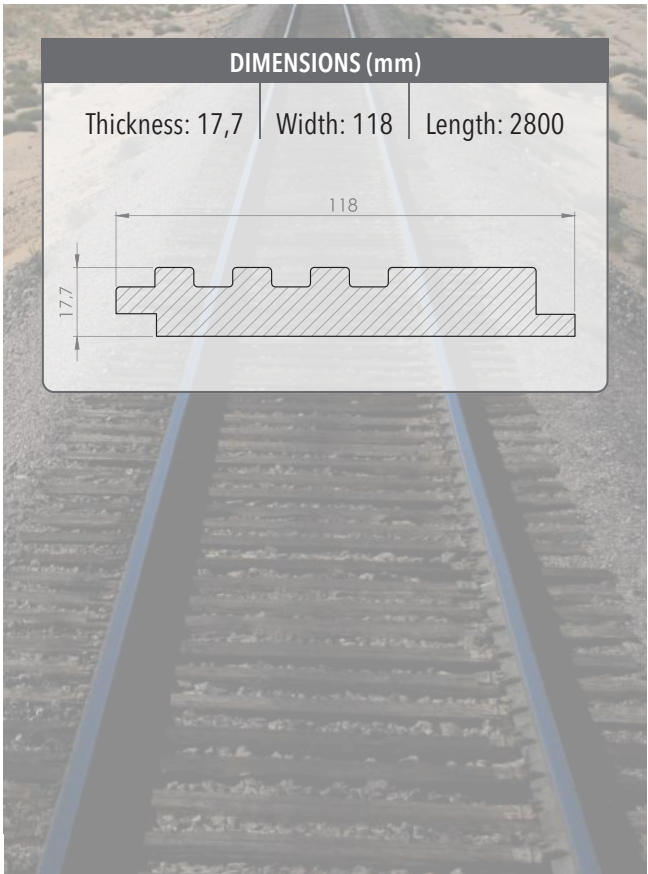 DIMENSIONS (mm)
Thickness: 17,7 | Width: 118 | Length: 2800
118
17,7